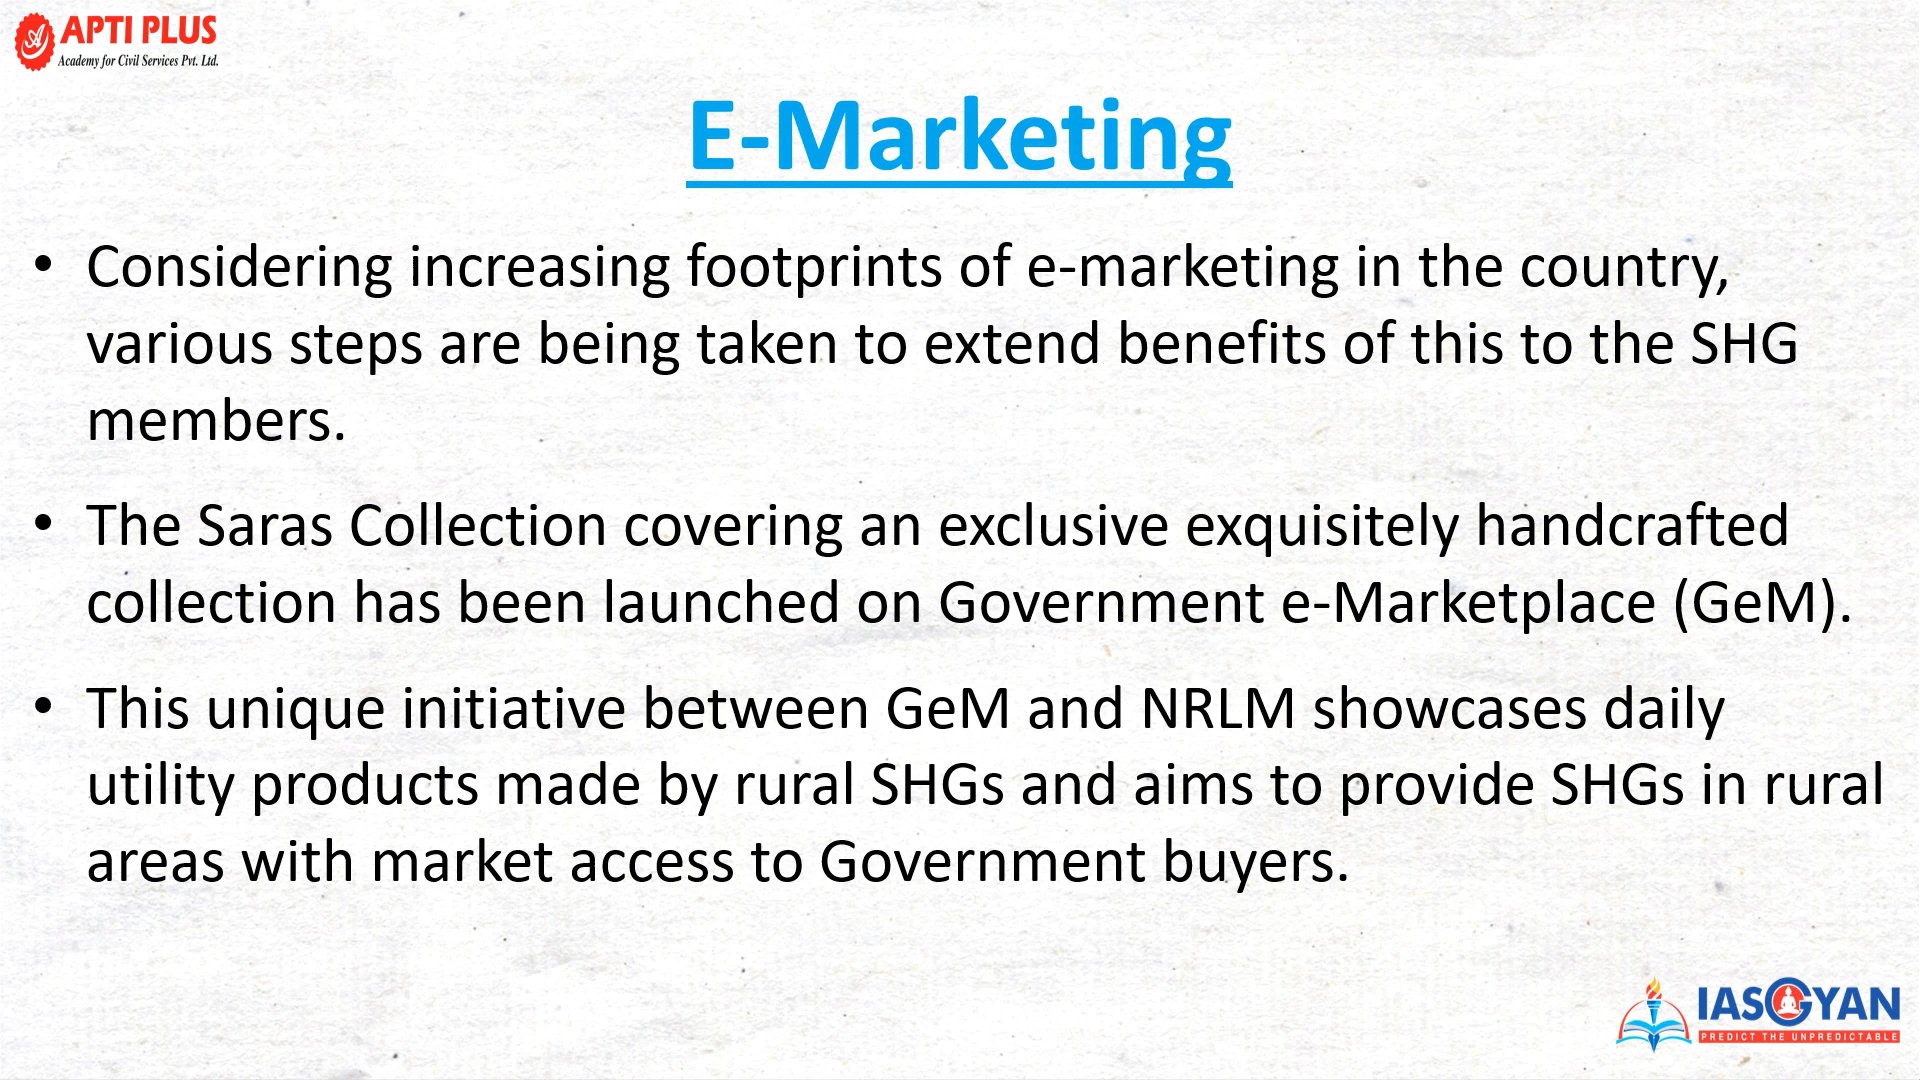 APTI PLUS
Academy for Civil Services Pvt. Ltd.
E-Marketing
• Considering increasing footprints of e-marketing in the country,
various steps are being taken to extend benefits of this to the SHG
members.
• The Saras Collection covering an exclusive exquisitely handcrafted
collection has been launched on Government e-Marketplace (GeM).
• This unique initiative between GeM and NRLM showcases daily
utility products made by rural SHGs and aims to provide SHGs in rural
areas with market access to Government buyers.
IASGYAN
PREDICT THE UNPREDICTABLE